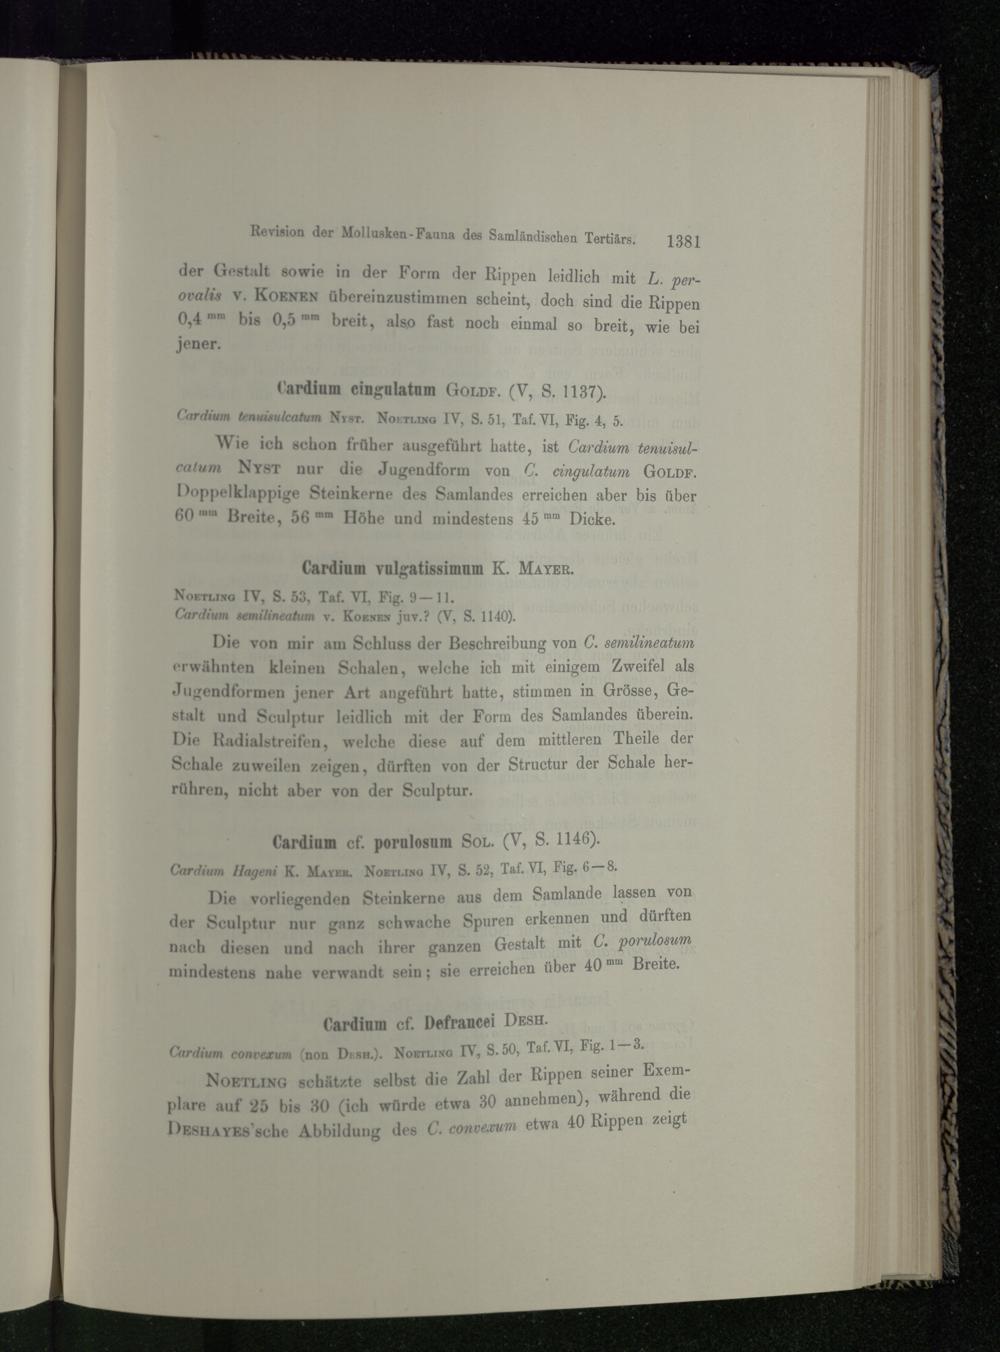 Revision der Mollusken-Fauna des Samländischen Tertiärs. 1381
der Gestalt sowie in der Form der Rippen leidlich mit L. per-
ovalis v. Koenen übereinzustimmen scheint, doch sind die Rippen
0,4 mm bis 0,5 mm breit, also fast noch einmal so breit, wie bei
jener.
Cardium cingulatum Goldf. (V, S. 1137).
Cardium tenuisulcatum Nyst. Noetling IV, S. 51, Taf. VI, Fig. 4, 5.
Wie ich schon früher ausgeführt hatte, ist Cardium tenuisul-
catum Nyst nur die Jugendform von C. cingulatum Goldf.
Doppelklappige Steinkerne des Samlandes erreichen aber bis über
60 mm Breite, 56 mm Höhe und mindestens 45 mm Dicke.
Cardium vulgatissimum K. Mayer.
Noetling IV, S. 53, Taf. VI, Fig. 9—11.
Cardium semilineatum v. Koenen juv.? (V, S. 1140).
Die von mir am Schluss der Beschreibung von C. semilineatum
erwähnten kleinen Schalen, welche ich mit einigem Zweifel als
Jugendformen jener Art angeführt hatte, stimmen in Grösse, Ge-
stalt und Sculptur leidlich mit der Form des Samlandes überein.
Die Radialstreifen, welche diese auf dem mittleren Theile der
Schale zuweilen zeigen, dürften von der Structur der Schale her-
rühren, nicht aber von der Sculptur.
Cardium cf. porulosum Sol. (V, S. 1146).
Cardium Hageni K. Mayer. Noetling IV, S. 52, Taf. VI, Fig. 6—8.
Die vorliegenden Steinkerne aus dem Samlande lassen von
der Sculptur nur ganz schwache Spuren erkennen und dürften
nach diesen und nach ihrer ganzen Gestalt mit C. porulosum
mindestens nahe verwandt sein; sie erreichen über 40 mm Breite.
Cardium cf. Defrancei Desh.
Cardium convexum (non Desh.). Noetling IV, S. 50, Taf. VI, Fig. 1—3.
Noetling schätzte selbst die Zahl der Rippen seiner Exem-
plare auf 25 bis 30 (ich würde etwa 30 annehmen), während die
Deshayes'sche Abbildung des C. convexum etwa 40 Rippen zeigt